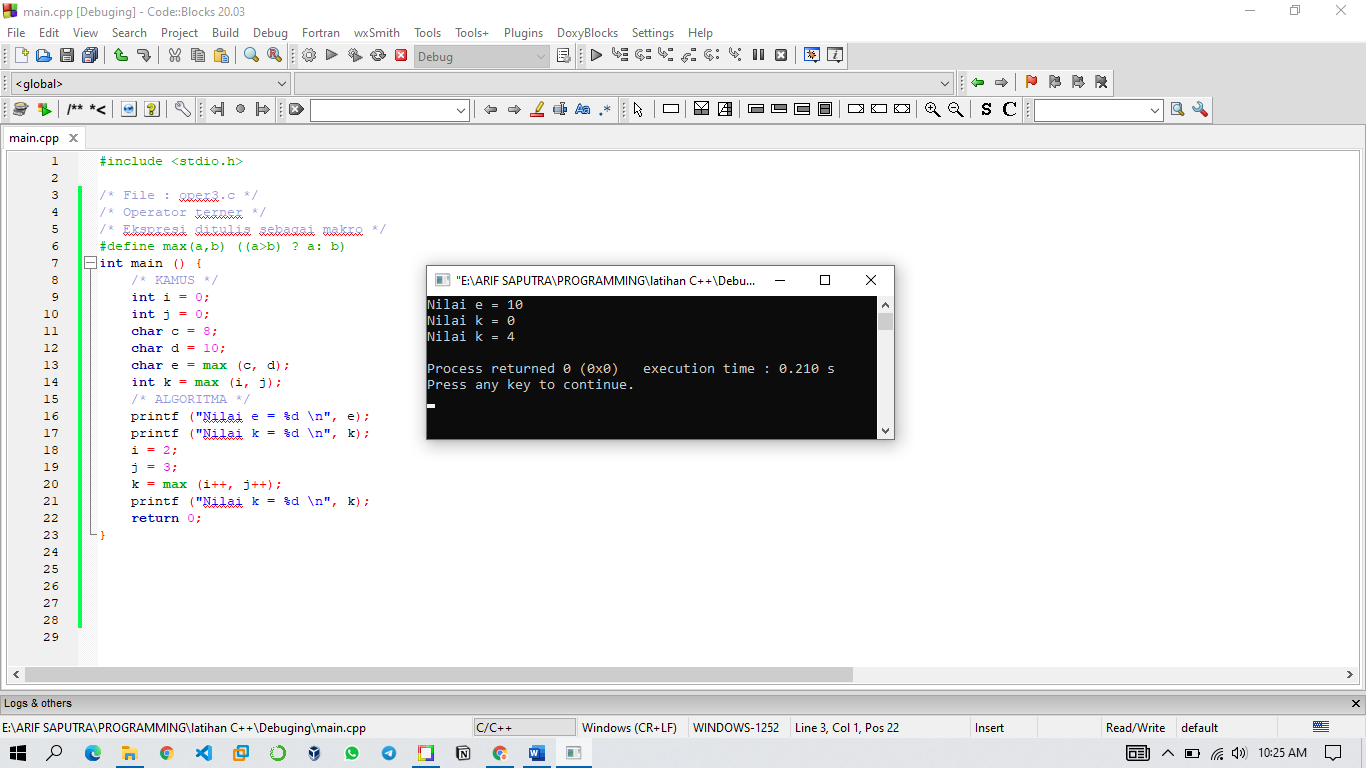 main.cpp [Debuging] - Code::Blocks 20.03
File Edit View Search Project Build Debug Fortran wxSmith Tools Tools+ Plugins DoxyBlocks Settings Help
Debug
<global>
/** *<
Aa .*
S C
main.cpp
1 #include <stdio.h>
2
3 /* File : oper3.c */
4 /* Operator terner */
5 /* Ekspresi ditulis sebagai makro */
6 #define max(a,b) ((a>b) ? a: b)
7 int main () {
8 /* KAMUS */
9 int i = 0;
10 int j = 0;
11 char c = 8;
12 char d = 10;
13 char e = max (c, d);
14 int k = max (i, j);
15 /* ALGORITMA */
16 printf ("Nilai e = %d \n", e);
17 printf ("Nilai k = %d \n", k);
18 i = 2;
19 j = 3;
20 k = max (i++, j++);
21 printf ("Nilai k = %d \n", k);
22 return 0;
23 }
24
25
26
27
28
29
"E:\ARIF SAPUTRA\PROGRAMMING\latihan C++\Debu...
Nilai e = 10
Nilai k = 0
Nilai k = 4
Process returned 0 (0x0) execution time : 0.210 s
Press any key to continue.
Logs & others
E:\ARIF SAPUTRA\PROGRAMMING\latihan C++\Debuging\main.cpp C/C++ Windows (CR+LF) WINDOWS-1252 Line 3, Col 1, Pos 22 Insert Read/Write default
10:25 AM